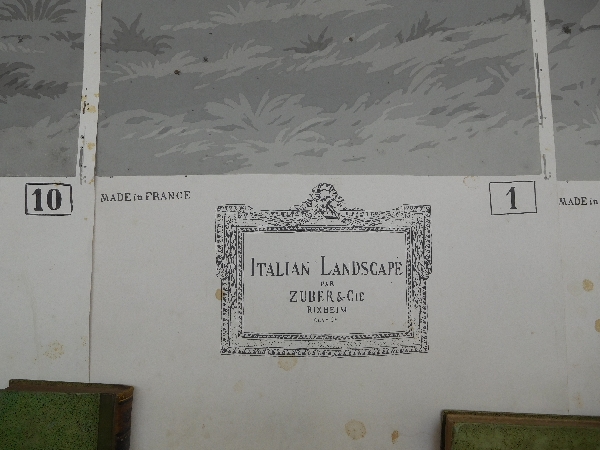 10
MADE in FRANCE
1
MADE in
ITALIAN LANDSCAPE
PAR
ZUBER & CIE
RIXHEIM